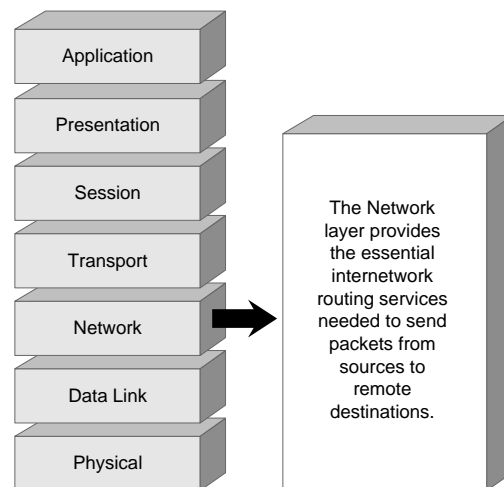 Application
Presentation
Session
Transport
Network
Data Link
Physical
The Network
layer provides
the essential
internetwork
routing services
needed to send
packets from
sources to
remote
destinations.